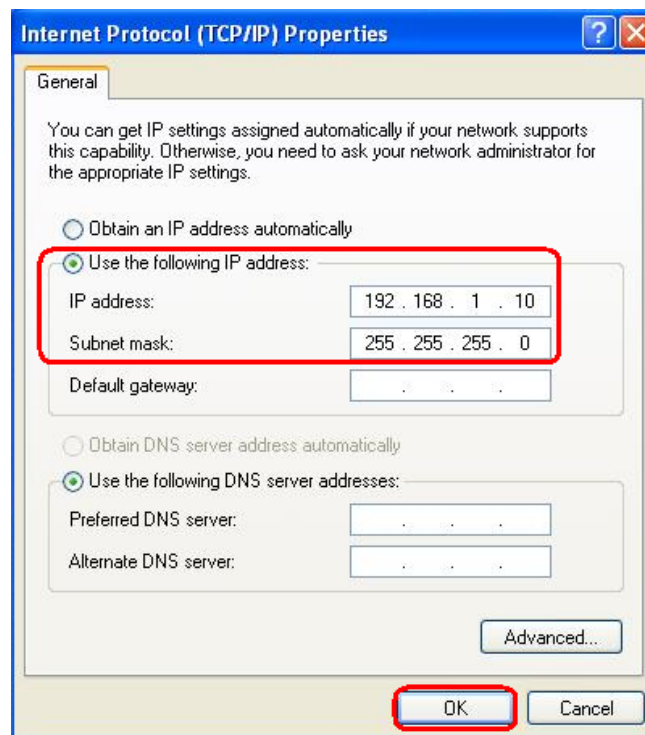 Internet Protocol (TCP/IP) Properties
General
You can get IP settings assigned automatically if your network supports
this capability. Otherwise, you need to ask your network administrator for
the appropriate IP settings.
Obtain an IP address automatically
Use the following IP address:
IP address: 192 . 168 . 1 . 10
Subnet mask: 255 . 255 . 255 . 0
Default gateway: . . .
Obtain DNS server address automatically
Use the following DNS server addresses:
Preferred DNS server: . . .
Alternate DNS server: . . .
Advanced...
OK Cancel